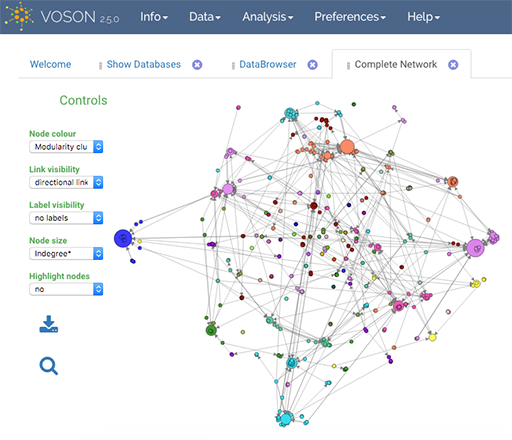 VOSON 2.5.0 Info Data Analysis Preferences Help
Welcome Show Databases DataBrowser Complete Network
Controls
Node colour
Modularity clu
Link visibility
directional link
Label visibility
no labels
Node size
Indegree*
Highlight nodes
no